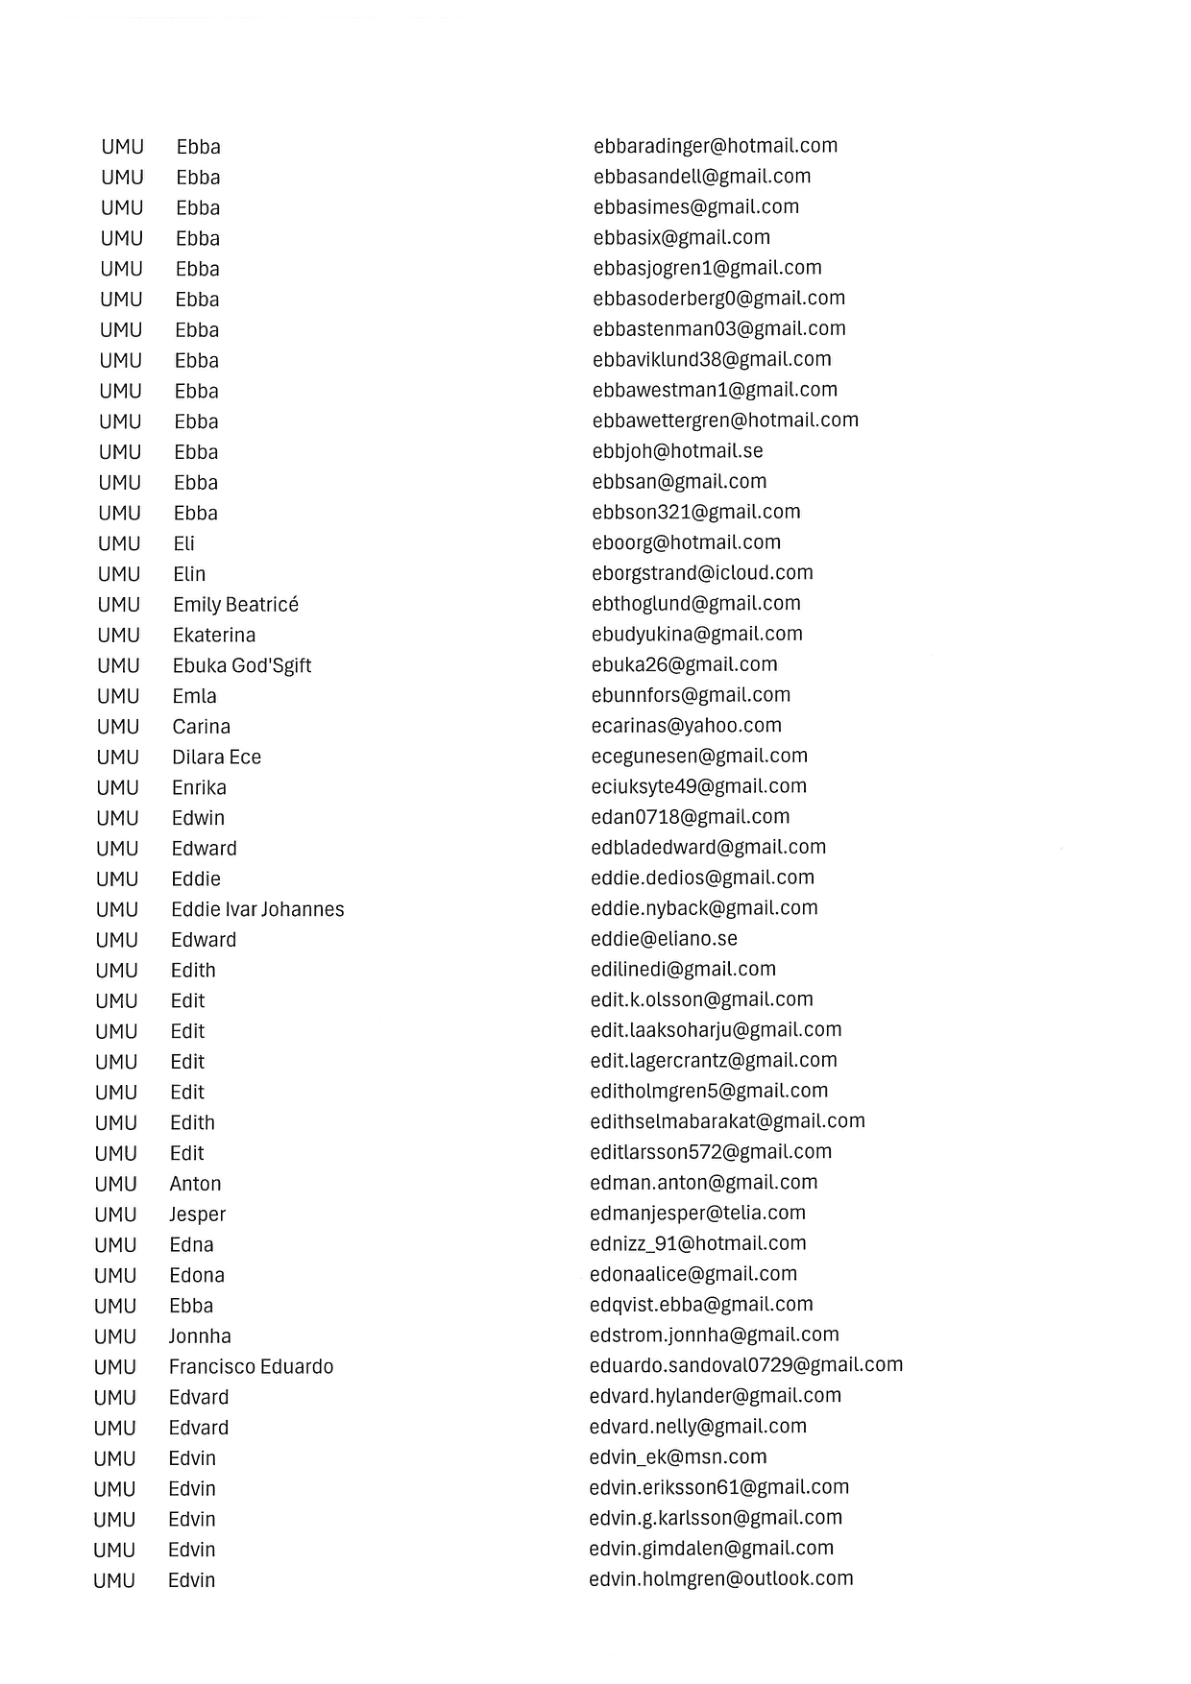 UMU Ebba ebbaradinger@hotmail.com
UMU Ebba ebbasandell@gmail.com
UMU Ebba ebbasimes@gmail.com
UMU Ebba ebbasix@gmail.com
UMU Ebba ebbasjogren1@gmail.com
UMU Ebba ebbasoderberg0@gmail.com
UMU Ebba ebbastenman03@gmail.com
UMU Ebba ebbaviklund38@gmail.com
UMU Ebba ebbawestman1@gmail.com
UMU Ebba ebbawettergren@hotmail.com
UMU Ebba ebbjoh@hotmail.se
UMU Ebba ebbsan@gmail.com
UMU Ebba ebbson321@gmail.com
UMU Eli eboorg@hotmail.com
UMU Elin eborgstrand@icloud.com
UMU Emily Beatricé ebthoglund@gmail.com
UMU Ekaterina ebudyukina@gmail.com
UMU Ebuka God'Sgift ebuka26@gmail.com
UMU Emla ebunnfors@gmail.com
UMU Carina ecarinas@yahoo.com
UMU Dilara Ece ecegunesen@gmail.com
UMU Enrika eciuksyte49@gmail.com
UMU Edwin edan0718@gmail.com
UMU Edward edbladedward@gmail.com
UMU Eddie eddie.dedios@gmail.com
UMU Eddie Ivar Johannes eddie.nyback@gmail.com
UMU Edward eddie@eliano.se
UMU Edith edilinedi@gmail.com
UMU Edit edit.k.olsson@gmail.com
UMU Edit edit.laaksoharju@gmail.com
UMU Edit edit.lagercrantz@gmail.com
UMU Edit editholmgren5@gmail.com
UMU Edith edithselmabarakat@gmail.com
UMU Edit editlarsson572@gmail.com
UMU Anton edman.anton@gmail.com
UMU Jesper edmanjesper@telia.com
UMU Edna ednizz_91@hotmail.com
UMU Edona edonaalice@gmail.com
UMU Ebba edqvist.ebba@gmail.com
UMU Jonnha edstrom.jonnha@gmail.com
UMU Francisco Eduardo eduardo.sandoval0729@gmail.com
UMU Edvard edvard.hylander@gmail.com
UMU Edvard edvard.nelly@gmail.com
UMU Edvin edvin_ek@msn.com
UMU Edvin edvin.eriksson61@gmail.com
UMU Edvin edvin.g.karlsson@gmail.com
UMU Edvin edvin.gimdalen@gmail.com
UMU Edvin edvin.holmgren@outlook.com